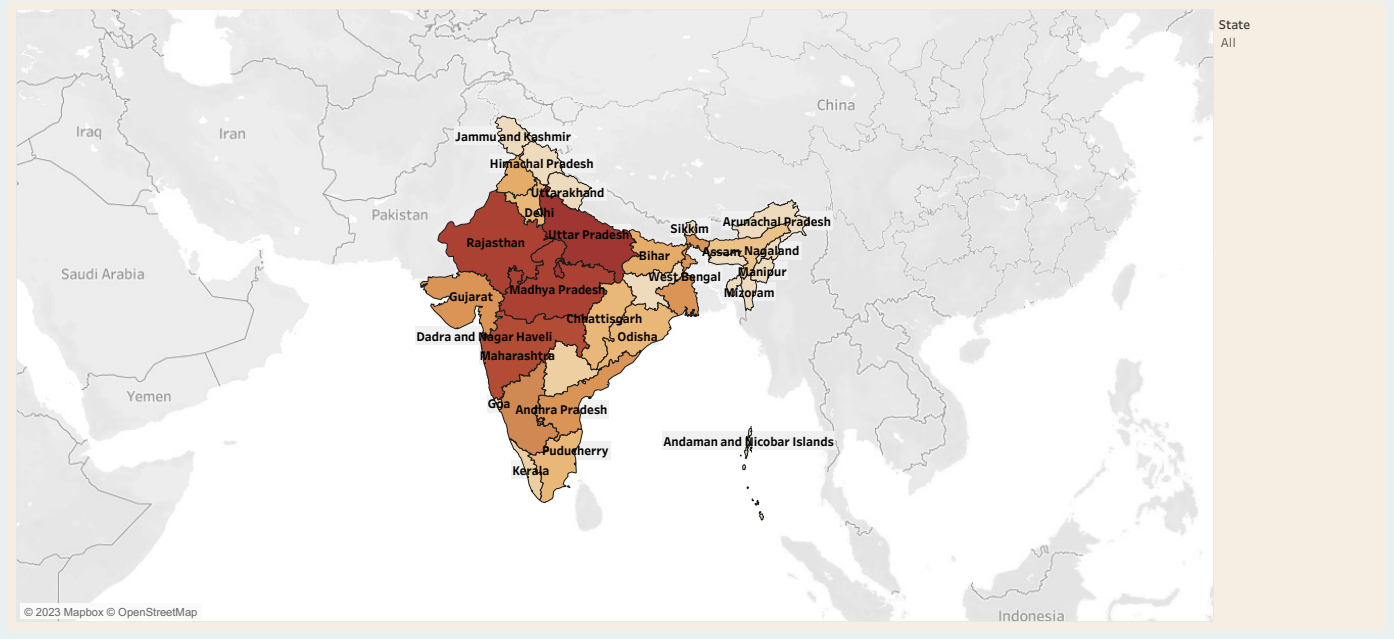 State
All
China
Iraq
Iran
Jammu and Kashmir
Himachal Pradesh
Uttarakhand
Pakistan
Delhi
Arunachal Pradesh
Sikkim
Uttar Pradesh
Rajasthan
Assam
Nagaland
Bihar
Saudi Arabia
Manipur
West Bengal
Madhya Pradesh
Mizoram
Gujarat
Chhattisgarh
Dadra and Nagar Haveli
Odisha
Maharashtra
Yemen
Goa
Andhra Pradesh
Andaman and Nicobar Islands
Puducherry
Kerala
© 2023 Mapbox © OpenStreetMap
Indonesia